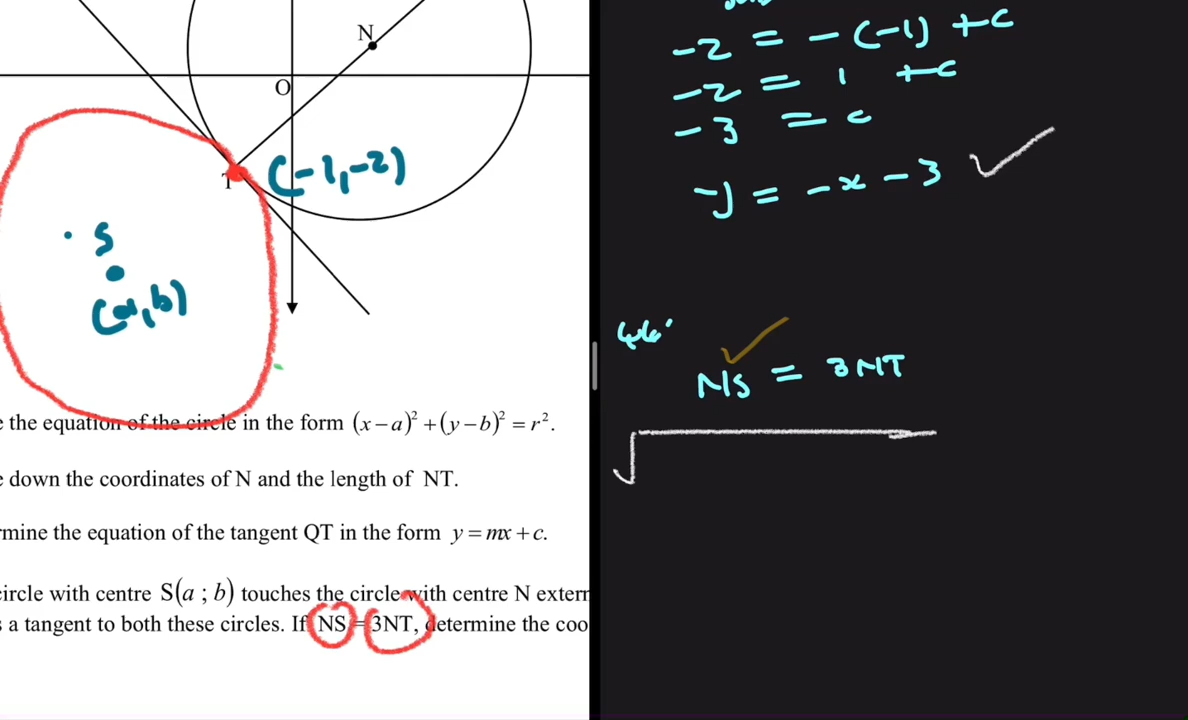 N
O
T
(-1,-2)
S
(a,b)
e the equation of the circle in the form (x−a)² + (y−b)² = r².
e down the coordinates of N and the length of NT.
rmine the equation of the tangent QT in the form y = mx + c.
circle with centre S(a ; b) touches the circle with centre N extern
s a tangent to both these circles. If NS = 3NT, determine the coo
-2 = -(-1) + c
-2 = 1 + c
-3 = c
y = -x - 3
NS = 3NT